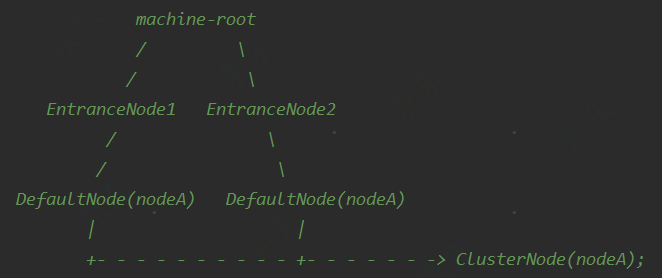 machine-root
/ \
/ \
EntranceNode1 EntranceNode2
/ \
/ \
DefaultNode(nodeA) DefaultNode(nodeA)
| |
+- - - - - - - - - - +- - - - - - -> ClusterNode(nodeA);